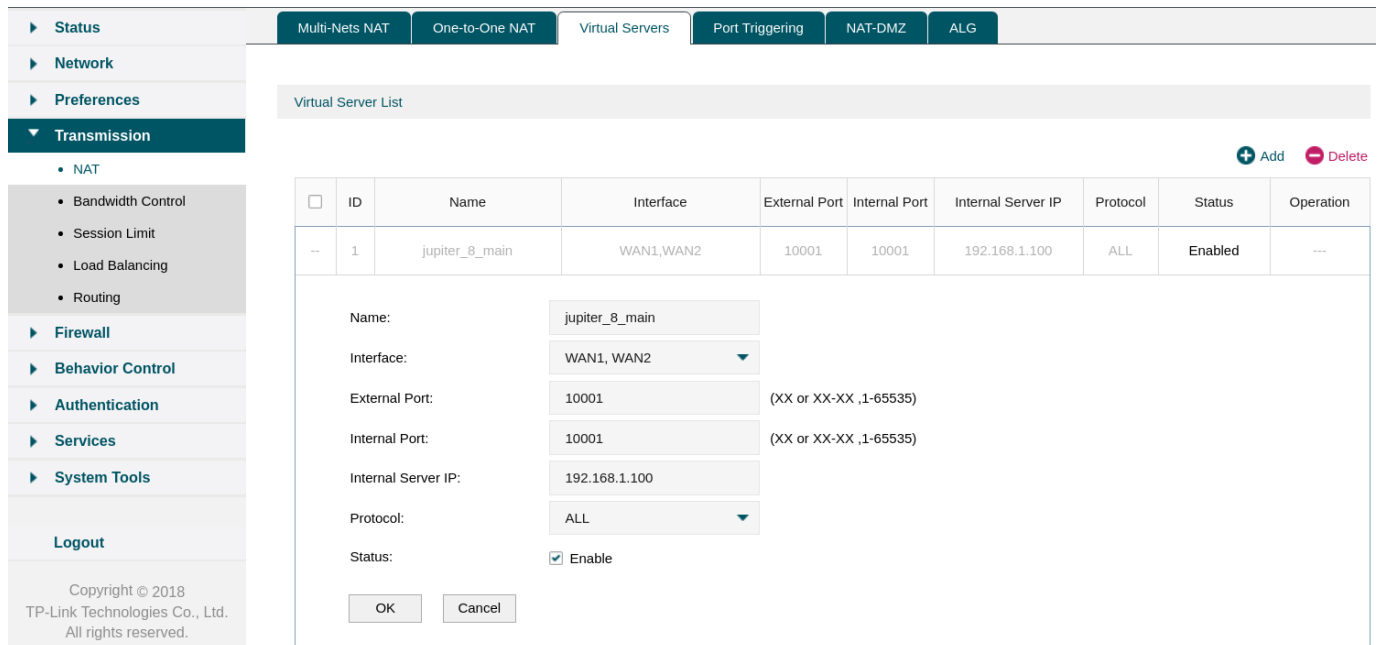 Status
Network
Preferences
Transmission
NAT
Bandwidth Control
Session Limit
Load Balancing
Routing
Firewall
Behavior Control
Authentication
Services
System Tools
Logout
Copyright © 2018
TP-Link Technologies Co., Ltd.
All rights reserved.
Multi-Nets NAT One-to-One NAT Virtual Servers Port Triggering NAT-DMZ ALG
Virtual Server List
Add Delete
ID Name Interface External Port Internal Port Internal Server IP Protocol Status Operation
-- 1 jupiter_8_main WAN1,WAN2 10001 10001 192.168.1.100 ALL Enabled ---
Name: jupiter_8_main
Interface: WAN1, WAN2
External Port: 10001 (XX or XX-XX ,1-65535)
Internal Port: 10001 (XX or XX-XX ,1-65535)
Internal Server IP: 192.168.1.100
Protocol: ALL
Status: Enable
OK Cancel